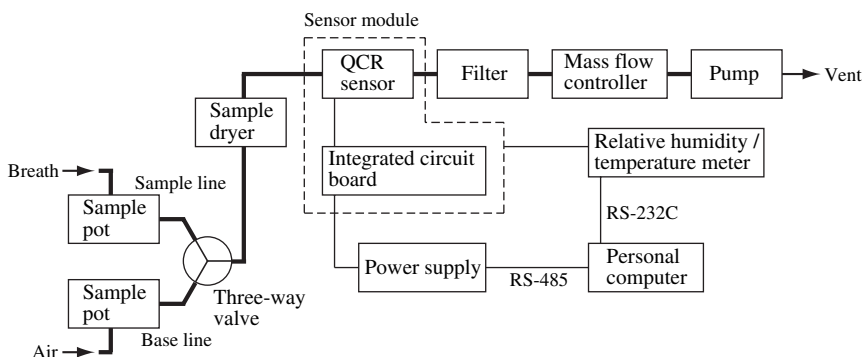 Sensor module
QCR
sensor
Filter
Mass flow
controller
Pump
Vent
Sample
dryer
Integrated circuit
board
Relative humidity /
temperature meter
Breath
Sample line
Sample
pot
RS-232C
Power supply
RS-485
Personal
computer
Sample
pot
Three-way
valve
Base line
Air